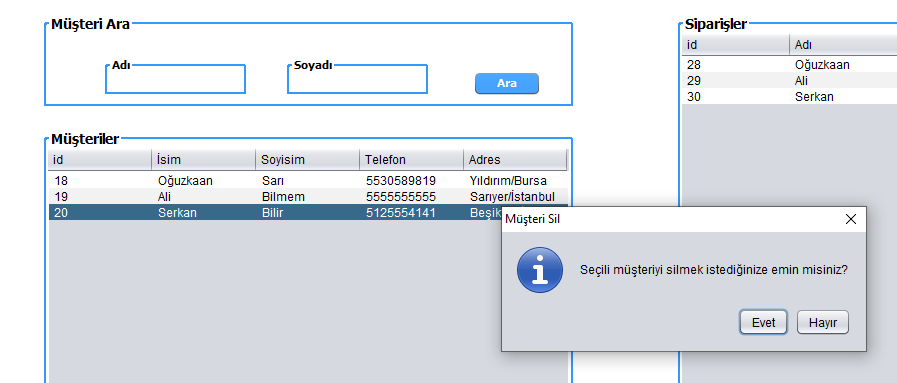 Müşteri Ara
Adı
Soyadı
Ara
Müşteriler
id İsim Soyisim Telefon Adres
18 Oğuzkaan Sarı 5530589819 Yıldırım/Bursa
19 Ali Bilmem 5555555555 Sarıyer/İstanbul
20 Serkan Bilir 5125554141 Beşik
Siparişler
id Adı
28 Oğuzkaan
29 Ali
30 Serkan
Müşteri Sil
Seçili müşteriyi silmek istediğinize emin misiniz?
Evet Hayır